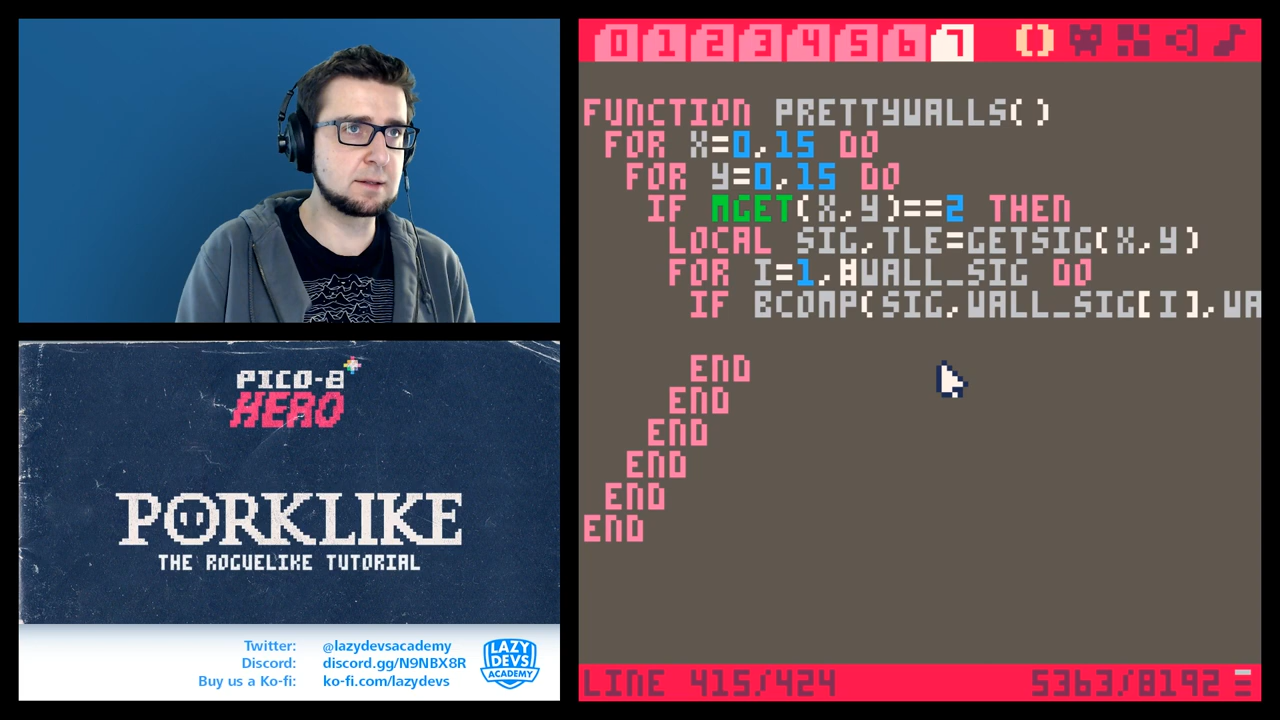 0 1 2 3 4 5 6 7
FUNCTION PRETTYWALLS()
FOR X=0,15 DO
FOR Y=0,15 DO
IF MGET(X,Y)==2 THEN
LOCAL SIG,TLE=GETSIG(X,Y)
FOR I=1,#WALL_SIG DO
IF BCOMP(SIG,WALL_SIG[I],WA
END
END
END
END
END
END
LINE 415/424
5363/8192
PICO-8
HERO
PORKLIKE
THE ROGUELIKE TUTORIAL
Twitter: @lazydevsacademy
Discord: discord.gg/N9NBX8R
Buy us a Ko-fi: ko-fi.com/lazydevs
LAZY
DEVS
ACADEMY